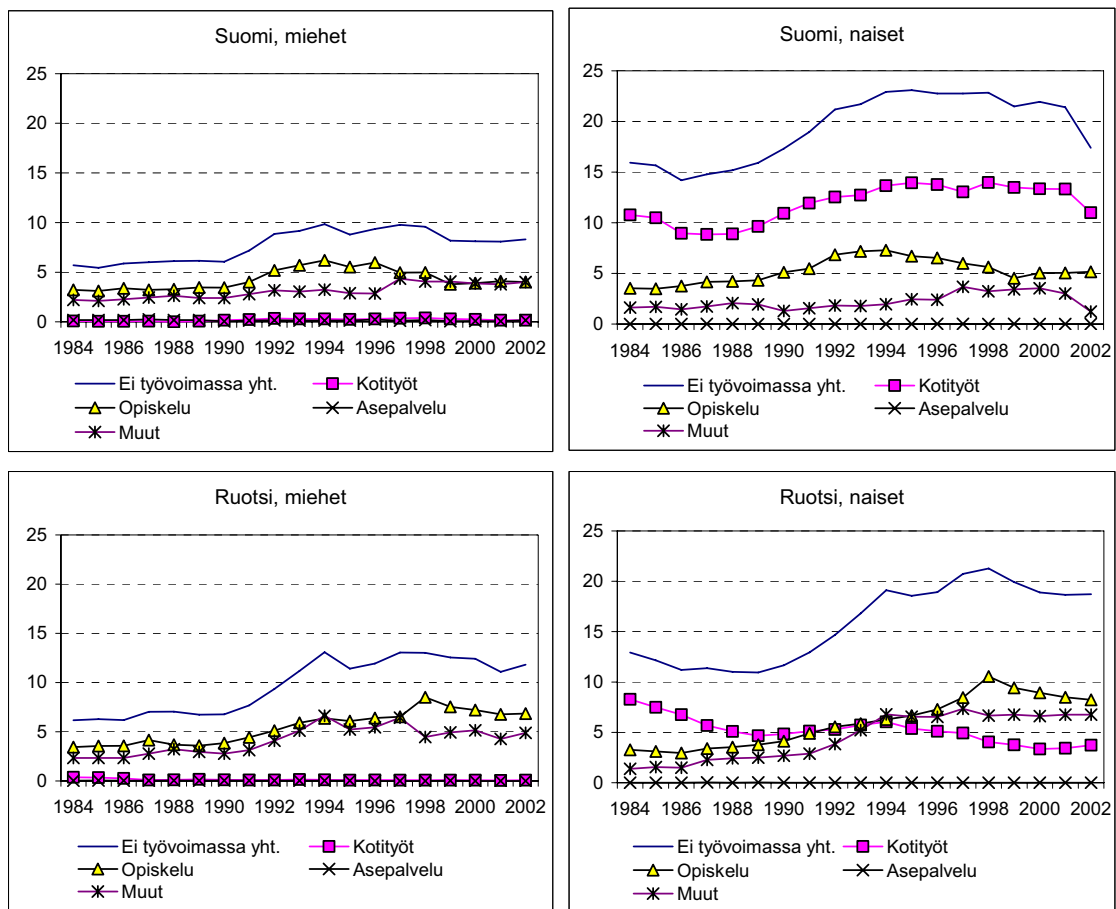 Suomi, miehet
25
20
15
10
5
0
1984 1986 1988 1990 1992 1994 1996 1998 2000 2002
Ei työvoimassa yht. Kotityöt
Opiskelu Asepalvelu
Muut
Suomi, naiset
25
20
15
10
5
0
1984 1986 1988 1990 1992 1994 1996 1998 2000 2002
Ei työvoimassa yht. Kotityöt
Opiskelu Asepalvelu
Muut
Ruotsi, miehet
25
20
15
10
5
0
1984 1986 1988 1990 1992 1994 1996 1998 2000 2002
Ei työvoimassa yht. Kotityöt
Opiskelu Asepalvelu
Muut
Ruotsi, naiset
25
20
15
10
5
0
1984 1986 1988 1990 1992 1994 1996 1998 2000 2002
Ei työvoimassa yht. Kotityöt
Opiskelu Asepalvelu
Muut